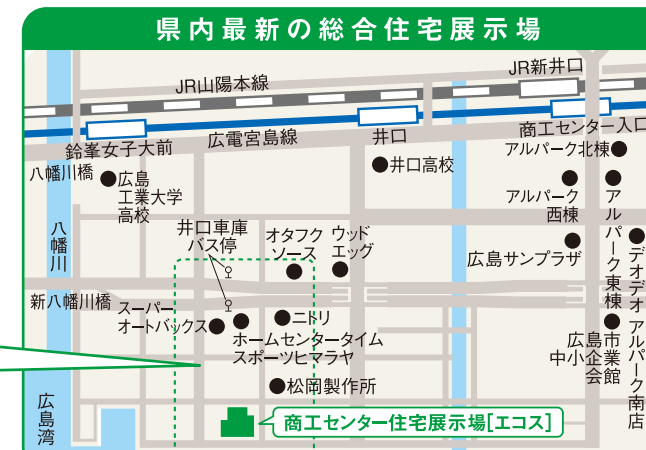 県内最新の総合住宅展示場
JR新井口
JR山陽本線
商工センター入口
井口
広電宮島線
鈴峯女子大前
アルパーク北棟
井口高校
八幡川橋
広島
工業大学
高校
アルパーク
西棟
アルパーク東棟
八幡川
井口車庫
バス停
オタフク
ソース
ウッド
エッグ
広島サンプラザ
デオデオ アルパーク南店
新八幡川橋
スーパー
オートバックス
ニトリ
ホームセンタータイム
スポーツヒマラヤ
広島市
中小企業会館
松岡製作所
広島湾
商工センター住宅展示場[エコス]